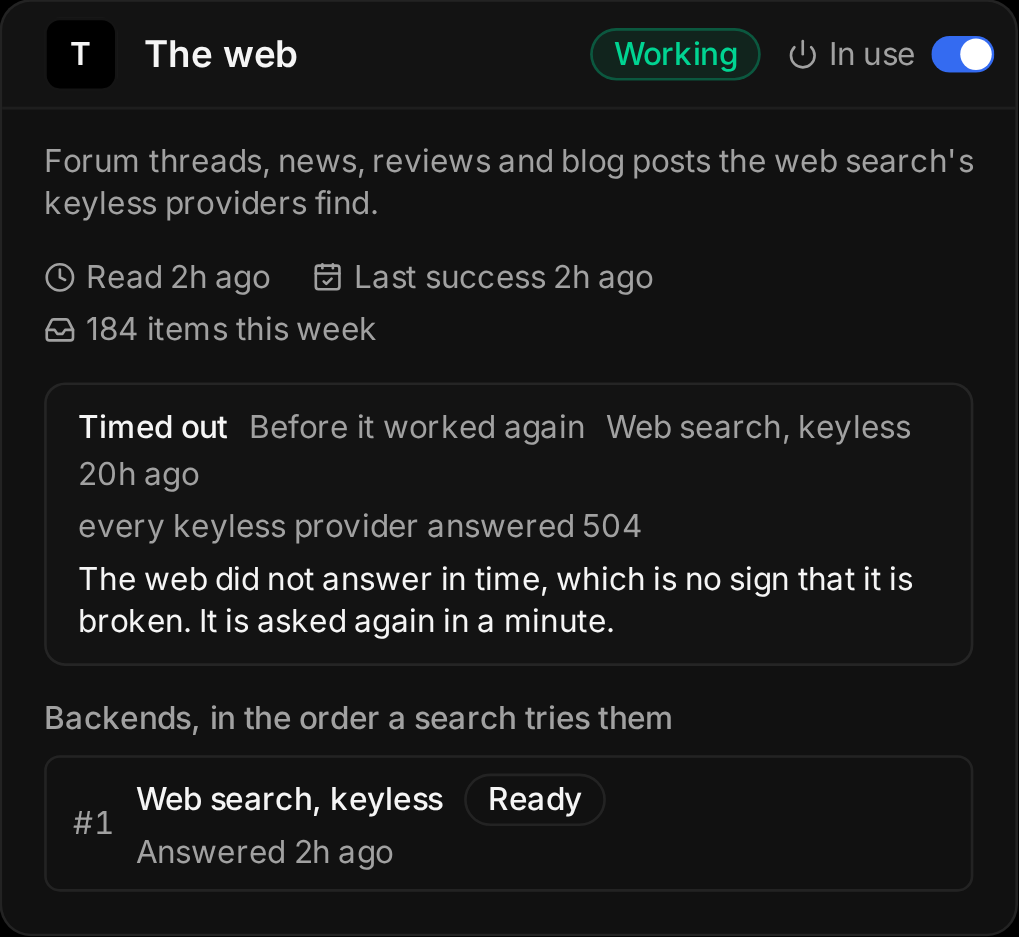 T The web Working In use
Forum threads, news, reviews and blog posts the web search's
keyless providers find.
Read 2h ago Last success 2h ago
184 items this week
Timed out Before it worked again Web search, keyless
20h ago
every keyless provider answered 504
The web did not answer in time, which is no sign that it is
broken. It is asked again in a minute.
Backends, in the order a search tries them
#1 Web search, keyless Ready
Answered 2h ago